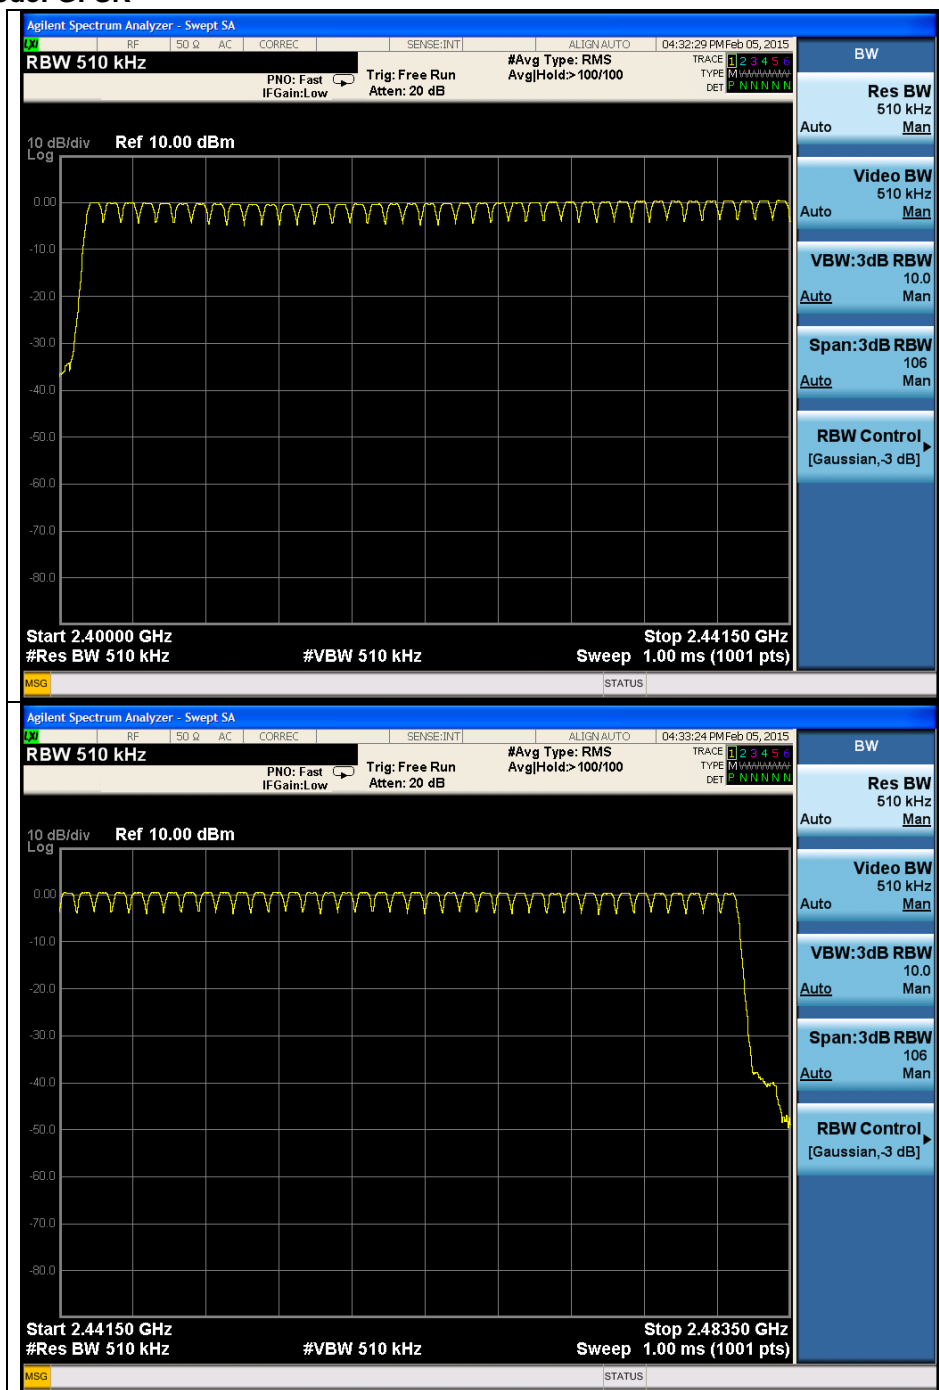 Agilent Spectrum Analyzer - Swept SA
LXI RF 50 Ω AC CORREC SENSE:INT ALIGN AUTO 04:32:29 PM Feb 05, 2015
RBW 510 kHz
PNO: Fast
IFGain:Low
Trig: Free Run
Atten: 20 dB
#Avg Type: RMS
Avg|Hold:>100/100
TRACE 1 2 3 4 5 6
TYPE M WWWWW
DET P N N N N N
10 dB/div Ref 10.00 dBm
Log
0.00
-10.0
-20.0
-30.0
-40.0
-50.0
-60.0
-70.0
-80.0
Start 2.40000 GHz Stop 2.44150 GHz
#Res BW 510 kHz #VBW 510 kHz Sweep 1.00 ms (1001 pts)
MSG STATUS
BW
Res BW
510 kHz
Auto Man
Video BW
510 kHz
Auto Man
VBW:3dB RBW
10.0
Auto Man
Span:3dB RBW
106
Auto Man
RBW Control
[Gaussian,-3 dB]
Agilent Spectrum Analyzer - Swept SA
LXI RF 50 Ω AC CORREC SENSE:INT ALIGN AUTO 04:33:24 PM Feb 05, 2015
RBW 510 kHz
PNO: Fast
IFGain:Low
Trig: Free Run
Atten: 20 dB
#Avg Type: RMS
Avg|Hold:>100/100
TRACE 1 2 3 4 5 6
TYPE M WWWWW
DET P N N N N N
10 dB/div Ref 10.00 dBm
Log
0.00
-10.0
-20.0
-30.0
-40.0
-50.0
-60.0
-70.0
-80.0
Start 2.44150 GHz Stop 2.48350 GHz
#Res BW 510 kHz #VBW 510 kHz Sweep 1.00 ms (1001 pts)
MSG STATUS
BW
Res BW
510 kHz
Auto Man
Video BW
510 kHz
Auto Man
VBW:3dB RBW
10.0
Auto Man
Span:3dB RBW
106
Auto Man
RBW Control
[Gaussian,-3 dB]